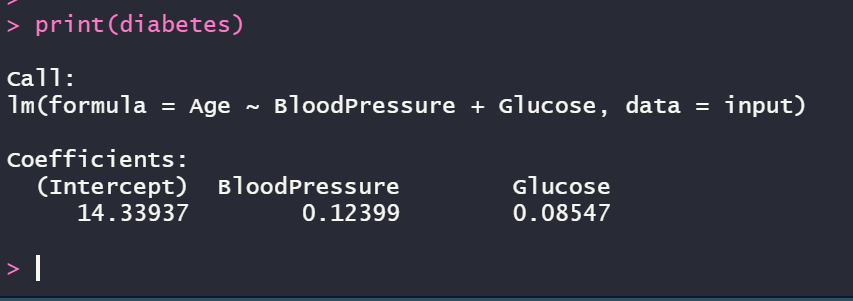 >
> print(diabetes)
Call:
lm(formula = Age ~ BloodPressure + Glucose, data = input)
Coefficients:
(Intercept) BloodPressure Glucose
14.33937 0.12399 0.08547
>